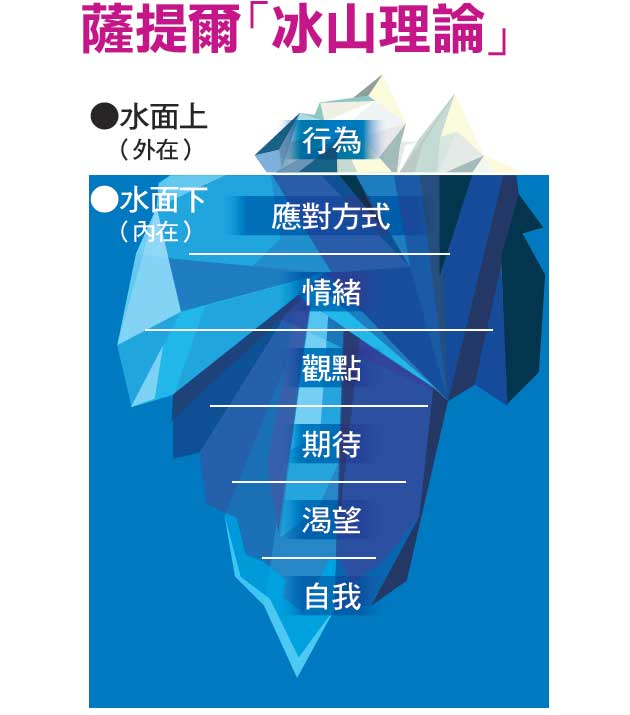 薩提爾「冰山理論」
●水面上
（外在）
行為
●水面下
（內在）
應對方式
情緒
觀點
期待
渴望
自我